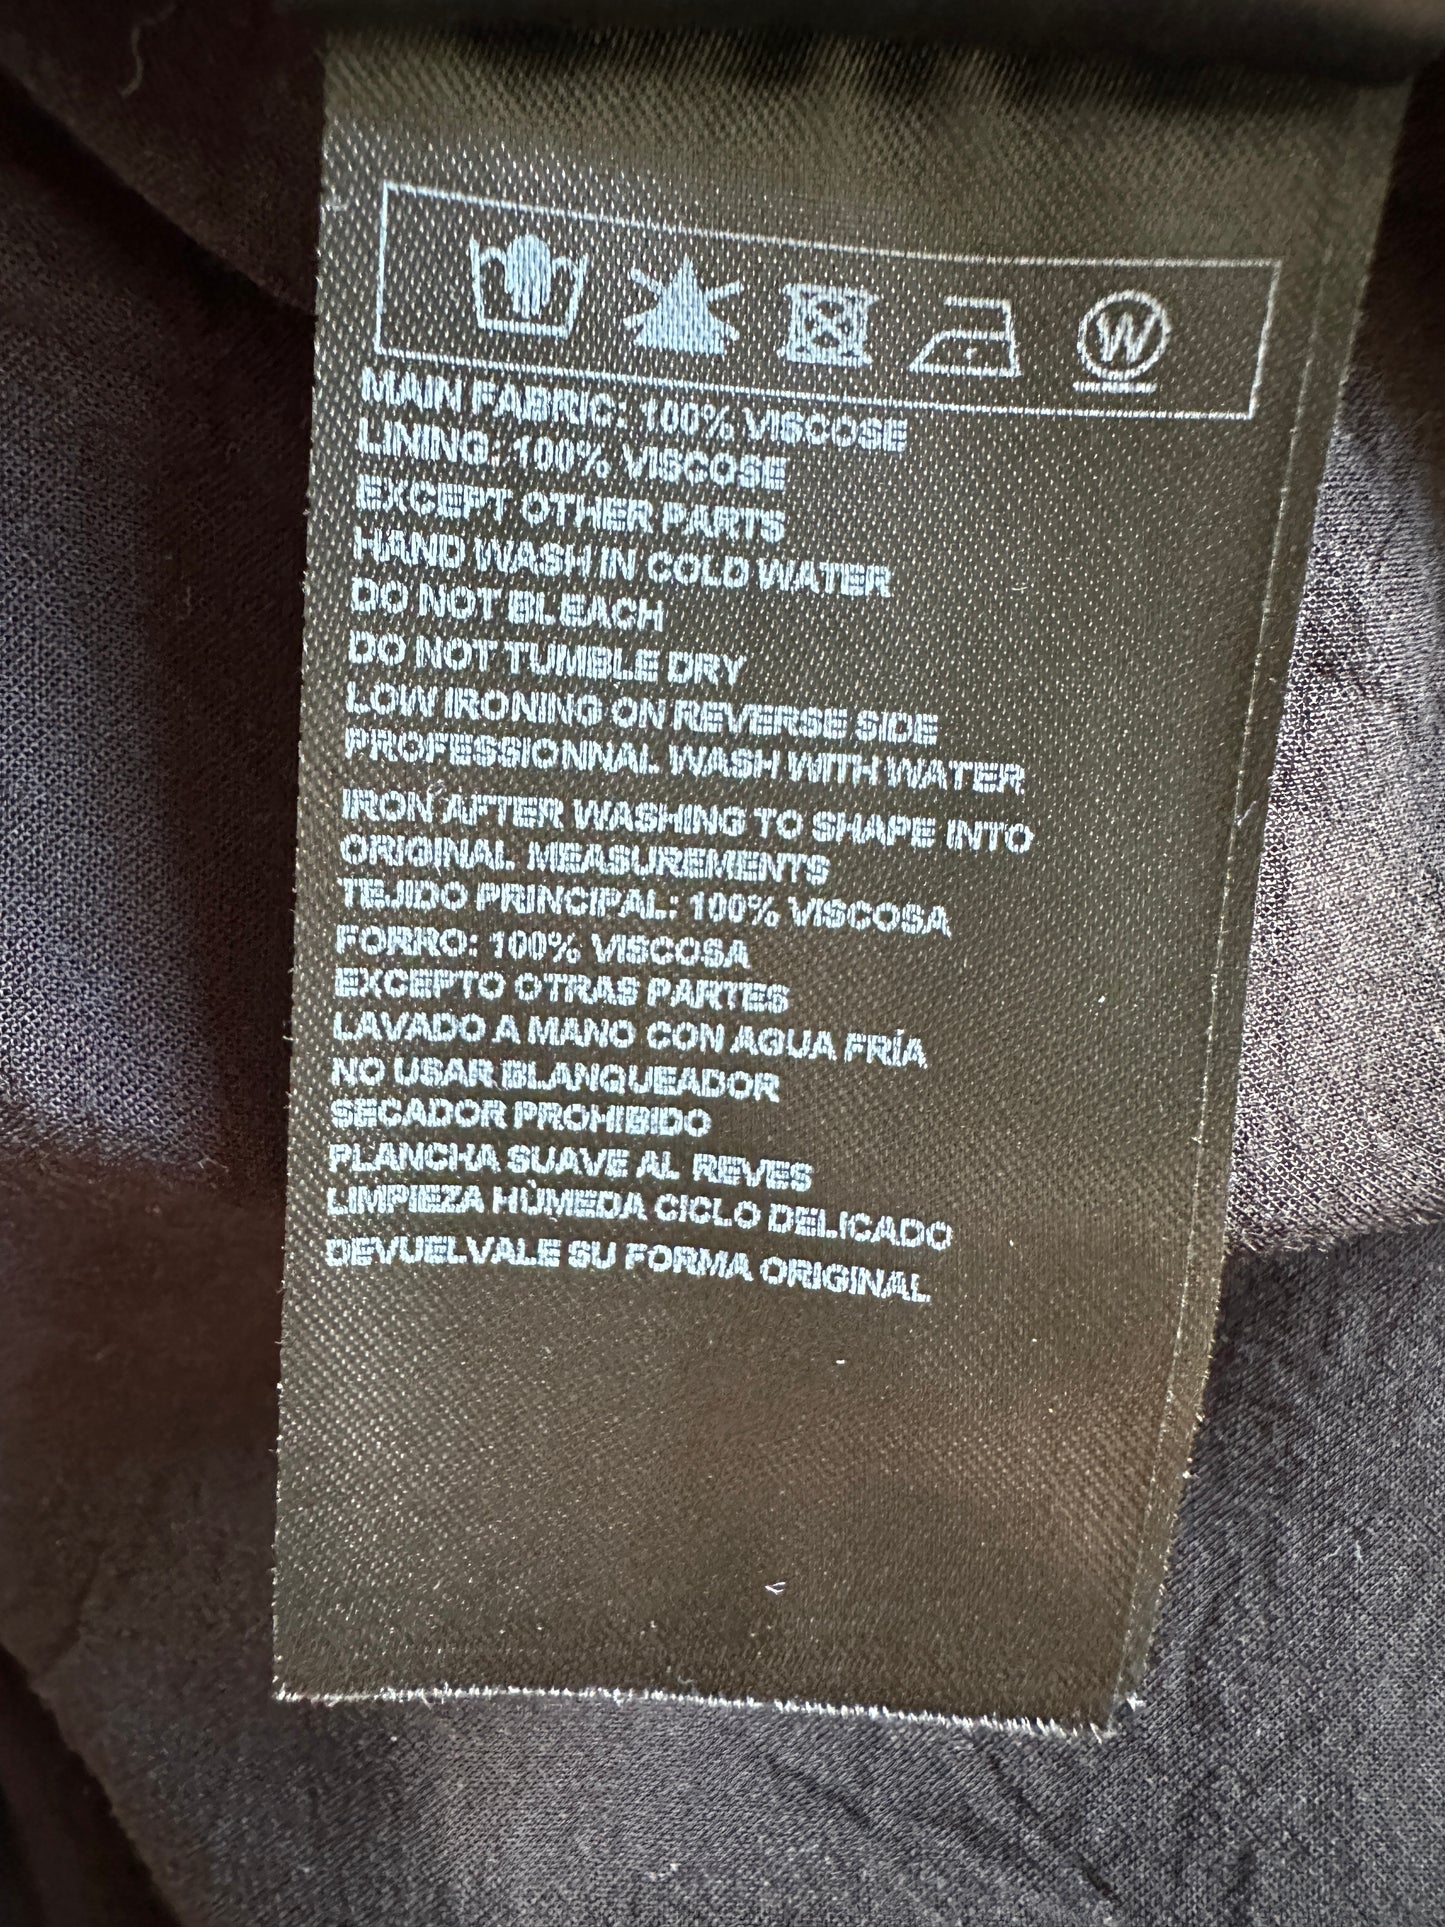 W
MAIN FABRIC: 100% VISCOSE
LINING: 100% VISCOSE
EXCEPT OTHER PARTS
HAND WASH IN COLD WATER
DO NOT BLEACH
DO NOT TUMBLE DRY
LOW IRONING ON REVERSE SIDE
PROFESSIONNAL WASH WITH WATER
IRON AFTER WASHING TO SHAPE INTO
ORIGINAL MEASUREMENTS
TEJIDO PRINCIPAL: 100% VISCOSA
FORRO: 100% VISCOSA
EXCEPTO OTRAS PARTES
LAVADO A MANO CON AGUA FRÍA
NO USAR BLANQUEADOR
SECADOR PROHIBIDO
PLANCHA SUAVE AL REVES
LIMPIEZA HÙMEDA CICLO DELICADO
DEVUELVALE SU FORMA ORIGINAL